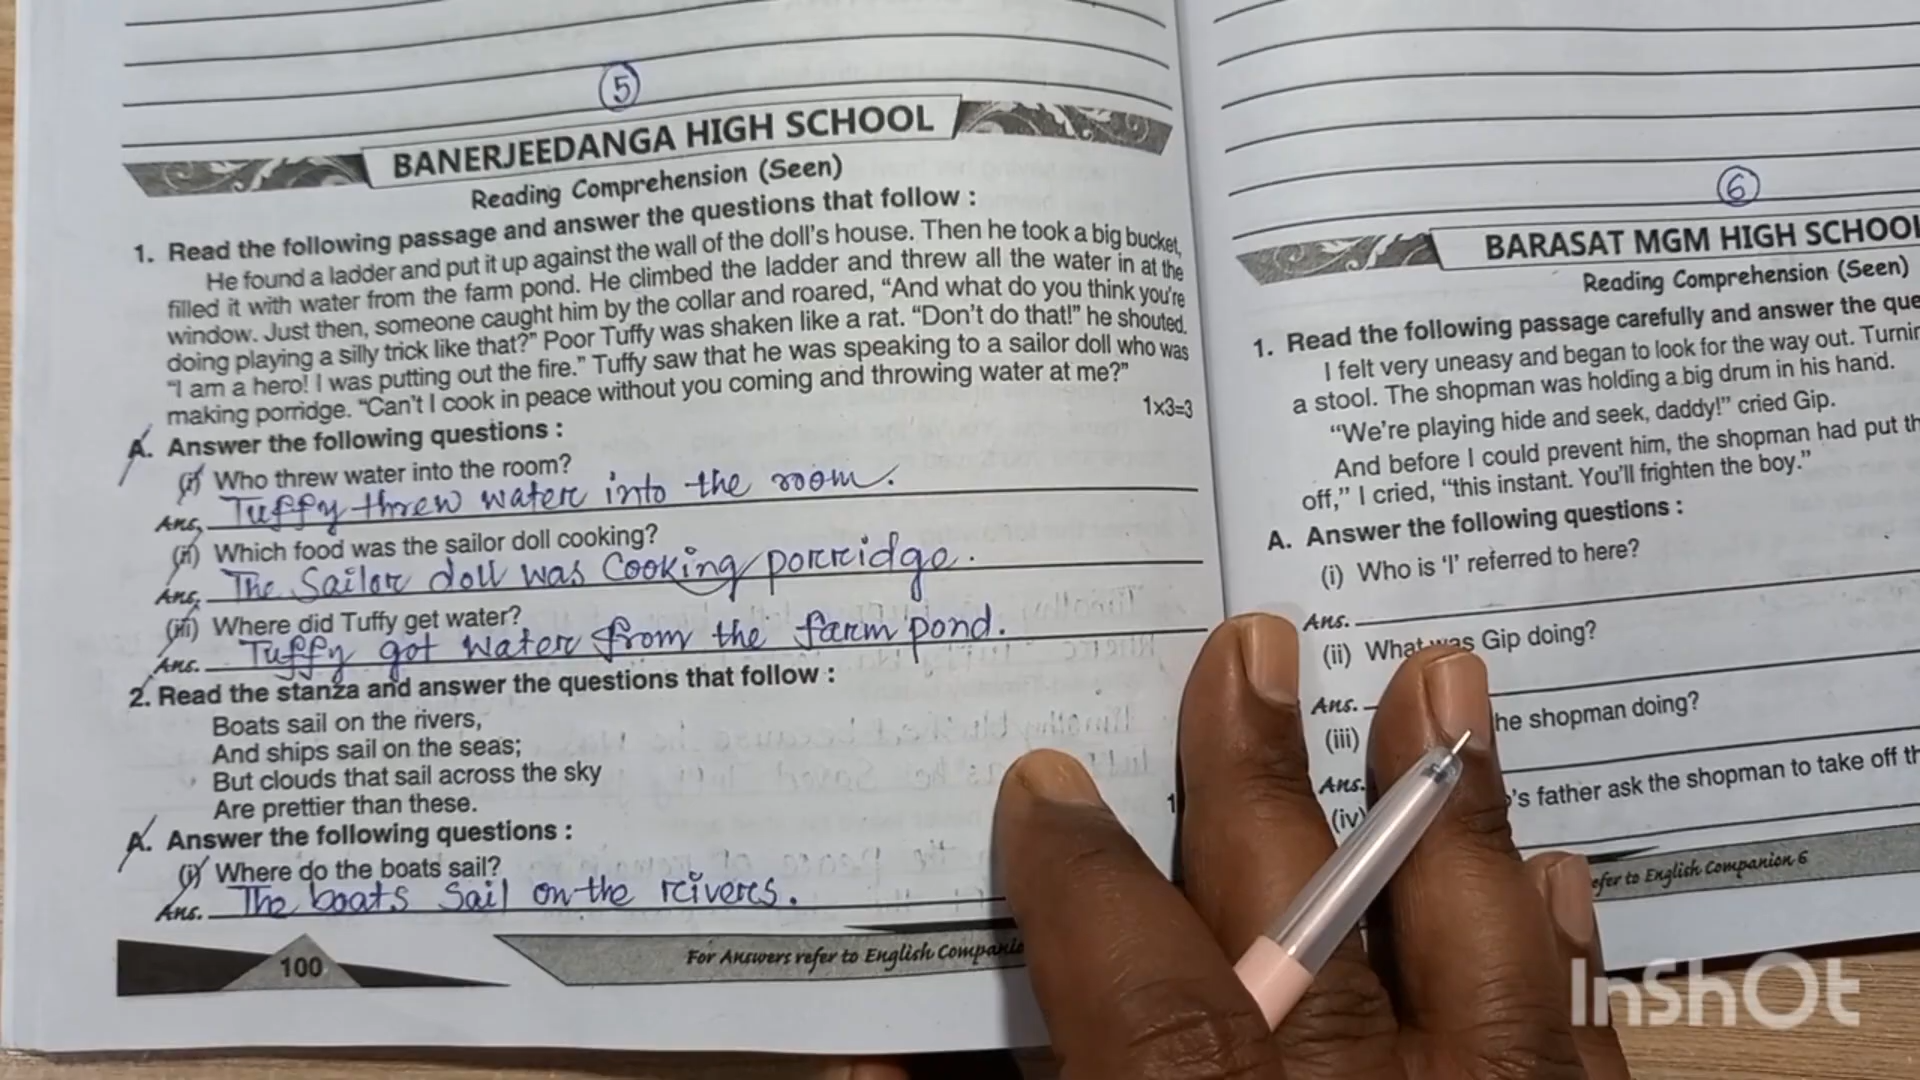 5
BANERJEEDANGA HIGH SCHOOL
Reading Comprehension (Seen)
1. Read the following passage and answer the questions that follow :
He found a ladder and put it up against the wall of the doll's house. Then he took a big bucket,
filled it with water from the farm pond. He climbed the ladder and threw all the water in at the
window. Just then, someone caught him by the collar and roared, "And what do you think you're
doing playing a silly trick like that?" Poor Tuffy was shaken like a rat. "Don't do that!" he shouted.
"I am a hero! I was putting out the fire." Tuffy saw that he was speaking to a sailor doll who was
making porridge. "Can't I cook in peace without you coming and throwing water at me?"
A. Answer the following questions : 1x3=3
(i) Who threw water into the room?
Ans. Tuffy threw water into the room.
(ii) Which food was the sailor doll cooking?
Ans. The Sailor doll was Cooking porridge.
(iii) Where did Tuffy get water?
Ans. Tuffy got water from the farm pond.
2. Read the stanza and answer the questions that follow :
Boats sail on the rivers,
And ships sail on the seas;
But clouds that sail across the sky
Are prettier than these.
A. Answer the following questions : 1
(i) Where do the boats sail?
Ans. The boats Sail on the rivers.
100
For Answers refer to English
6
BARASAT MGM HIGH SCHOOL
Reading Comprehension (Seen)
1. Read the following passage carefully and answer the
I felt very uneasy and began to look for the way out.
a stool. The shopman was holding a big drum in his hand.
"We're playing hide and seek, daddy!" cried Gip.
And before I could prevent him, the shopman had put
off," I cried, "this instant. You'll frighten the boy."
A. Answer the following questions :
(i) Who is 'I' referred to here?
Ans.
(ii) What was Gip doing?
Ans.
(iii) he shopman doing?
Ans.
(iv) 's father ask the shopman to take off
refer to English Companion 6
InShOt